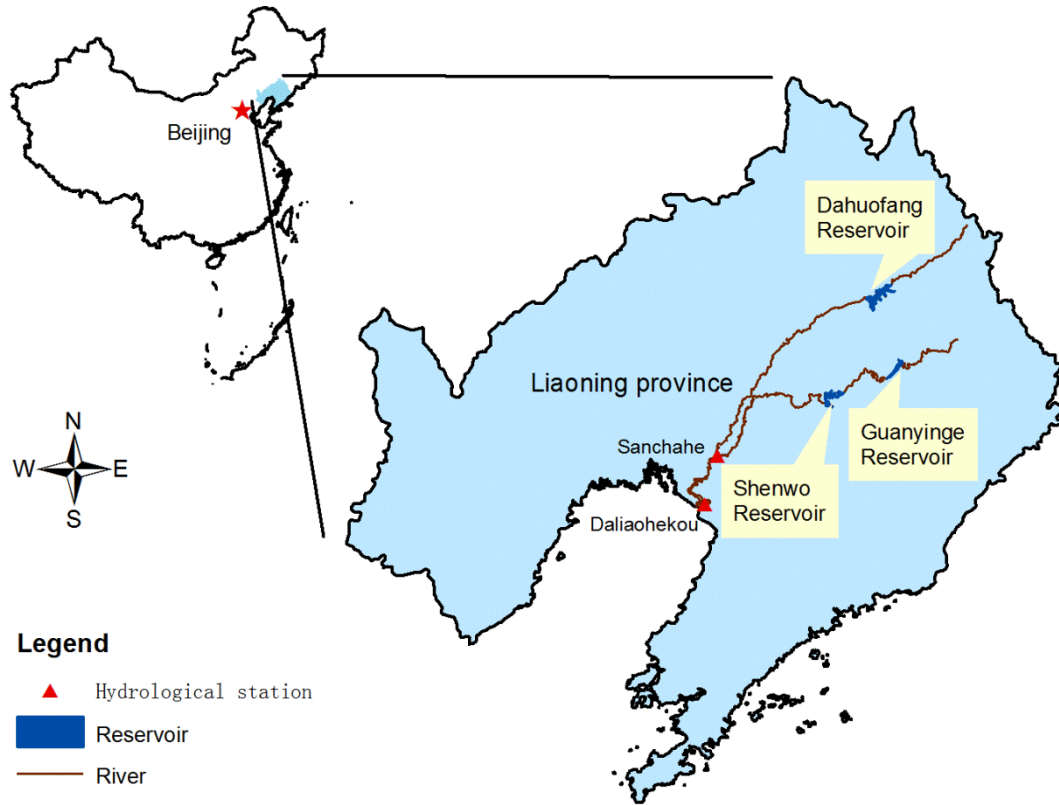 Beijing
Dahuofang
Reservoir
Liaoning province
Guanyinge
Reservoir
Sanchahe
Shenwo
Reservoir
Daliaohekou
N
W
E
S
Legend
Hydrological station
Reservoir
River